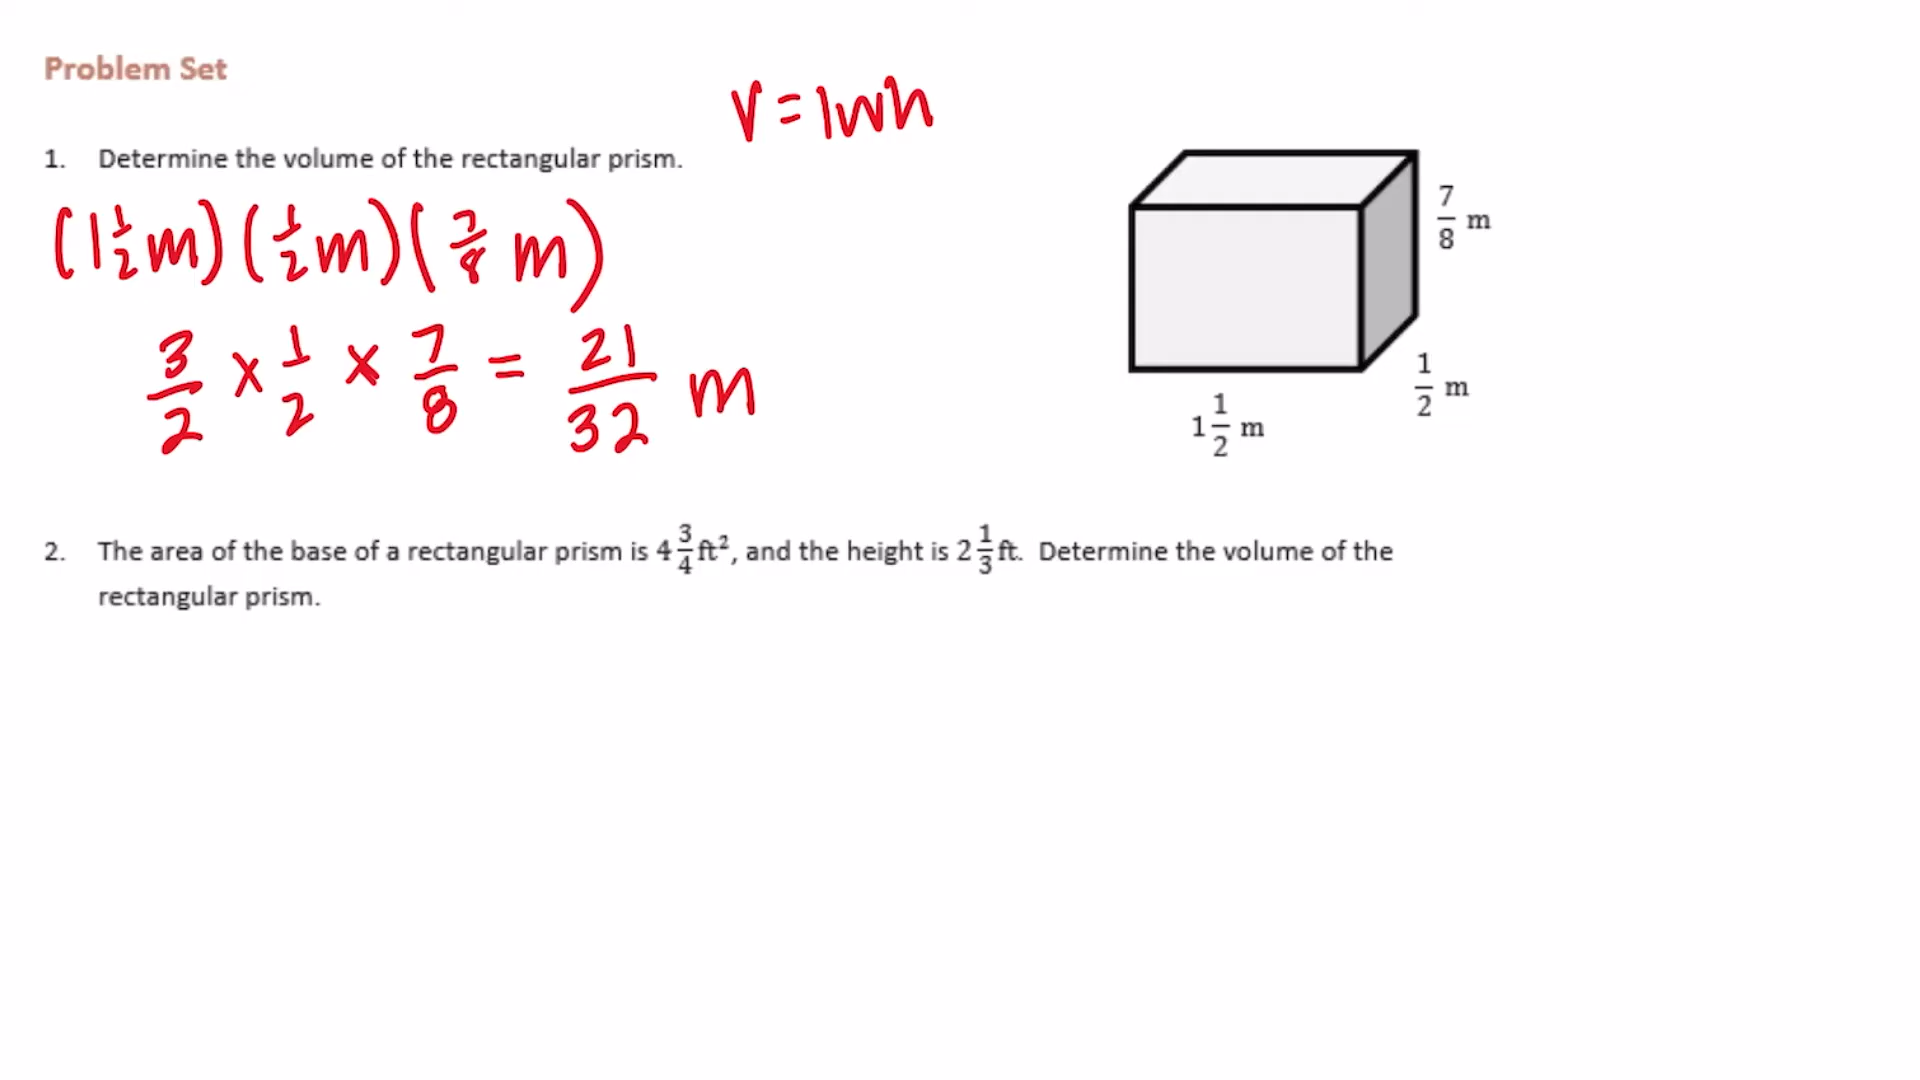 Problem Set
V = lwh
1. Determine the volume of the rectangular prism.
(1 1/2 m) (1/2 m) (7/8 m)
3/2 x 1/2 x 7/8 = 21/32 m
7/8 m
1/2 m
1 1/2 m
2. The area of the base of a rectangular prism is 4 3/4 ft², and the height is 2 1/3 ft. Determine the volume of the
rectangular prism.